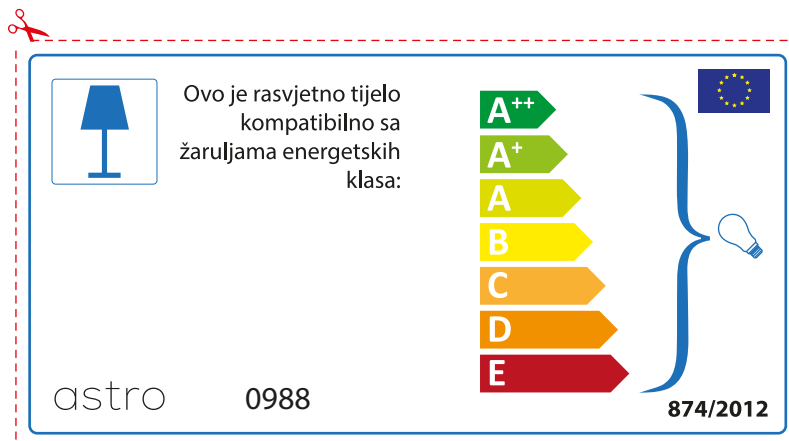 Ovo je rasvjetno tijelo
kompatibilno sa
žaruljama energetskih
klasa:
A++
A+
A
B
C
D
E
astro
0988
874/2012